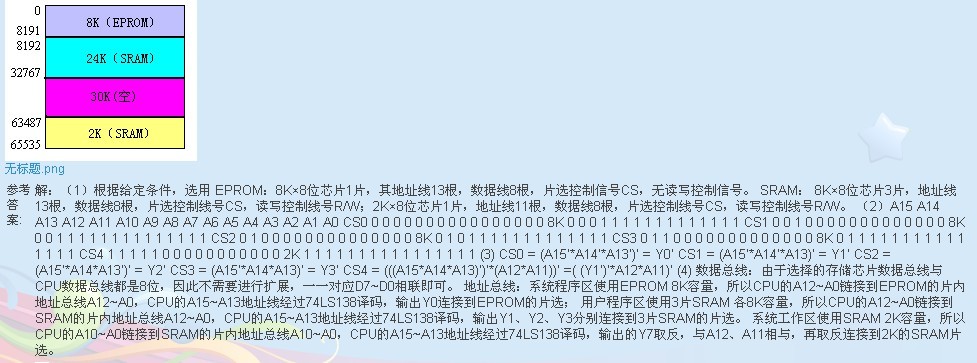 0
8K（EPROM）
8191
8192
24K（SRAM）
32767
30K(空)
63487
2K（SRAM）
65535
无标题.png
参考答案:
解：（1）根据给定条件，选用 EPROM：8K×8位芯片1片，其地址线13根，数据线8根，片选控制信号CS，无读写控制信号。 SRAM： 8K×8位芯片3片，地址线
13根，数据线8根，片选控制线号CS，读写控制线号R/W；2K×8位芯片1片，地址线11根，数据线8根，片选控制线号CS，读写控制线号R/W。 （2）A15 A14
A13 A12 A11 A10 A9 A8 A7 A6 A5 A4 A3 A2 A1 A0 CS0 0 0 0 0 0 0 0 0 0 0 0 0 0 0 0 0 8K 0 0 0 1 1 1 1 1 1 1 1 1 1 1 1 1 CS1 0 0 1 0 0 0 0 0 0 0 0 0 0 0 0 0 8K
0 0 1 1 1 1 1 1 1 1 1 1 1 1 1 1 CS2 0 1 0 0 0 0 0 0 0 0 0 0 0 0 0 0 8K 0 1 0 1 1 1 1 1 1 1 1 1 1 1 1 1 CS3 0 1 1 0 0 0 0 0 0 0 0 0 0 0 0 0 8K 0 1 1 1 1 1 1 1 1
1 1 1 1 1 1 1 CS4 1 1 1 1 1 0 0 0 0 0 0 0 0 0 0 0 2K 1 1 1 1 1 1 1 1 1 1 1 1 1 1 1 1 (3) CS0 = (A15'*A14'*A13')' = Y0' CS1 = (A15'*A14'*A13)' = Y1' CS2 =
(A15'*A14*A13')' = Y2' CS3 = (A15'*A14*A13)' = Y3' CS4 = (((A15*A14*A13)')'*(A12*A11))' =( (Y1')'*A12*A11)' (4) 数据总线：由于选择的存储芯片数据总线与
CPU数据总线都是8位，因此不需要进行扩展，一一对应D7~D0相联即可。 地址总线：系统程序区使用EPROM 8K容量，所以CPU的A12~A0链接到EPROM的片内
地址总线A12~A0，CPU的A15~A13地址线经过74LS138译码，输出Y0连接到EPROM的片选； 用户程序区使用3片SRAM 各8K容量，所以CPU的A12~A0链接到
SRAM的片内地址总线A12~A0，CPU的A15~A13地址线经过74LS138译码，输出Y1、Y2、Y3分别连接到3片SRAM的片选。 系统工作区使用SRAM 2K容量，所以
CPU的A10~A0链接到SRAM的片内地址总线A10~A0，CPU的A15~A13地址线经过74LS138译码，输出的Y7取反，与A12、A11相与，再取反连接到2K的SRAM片
选。